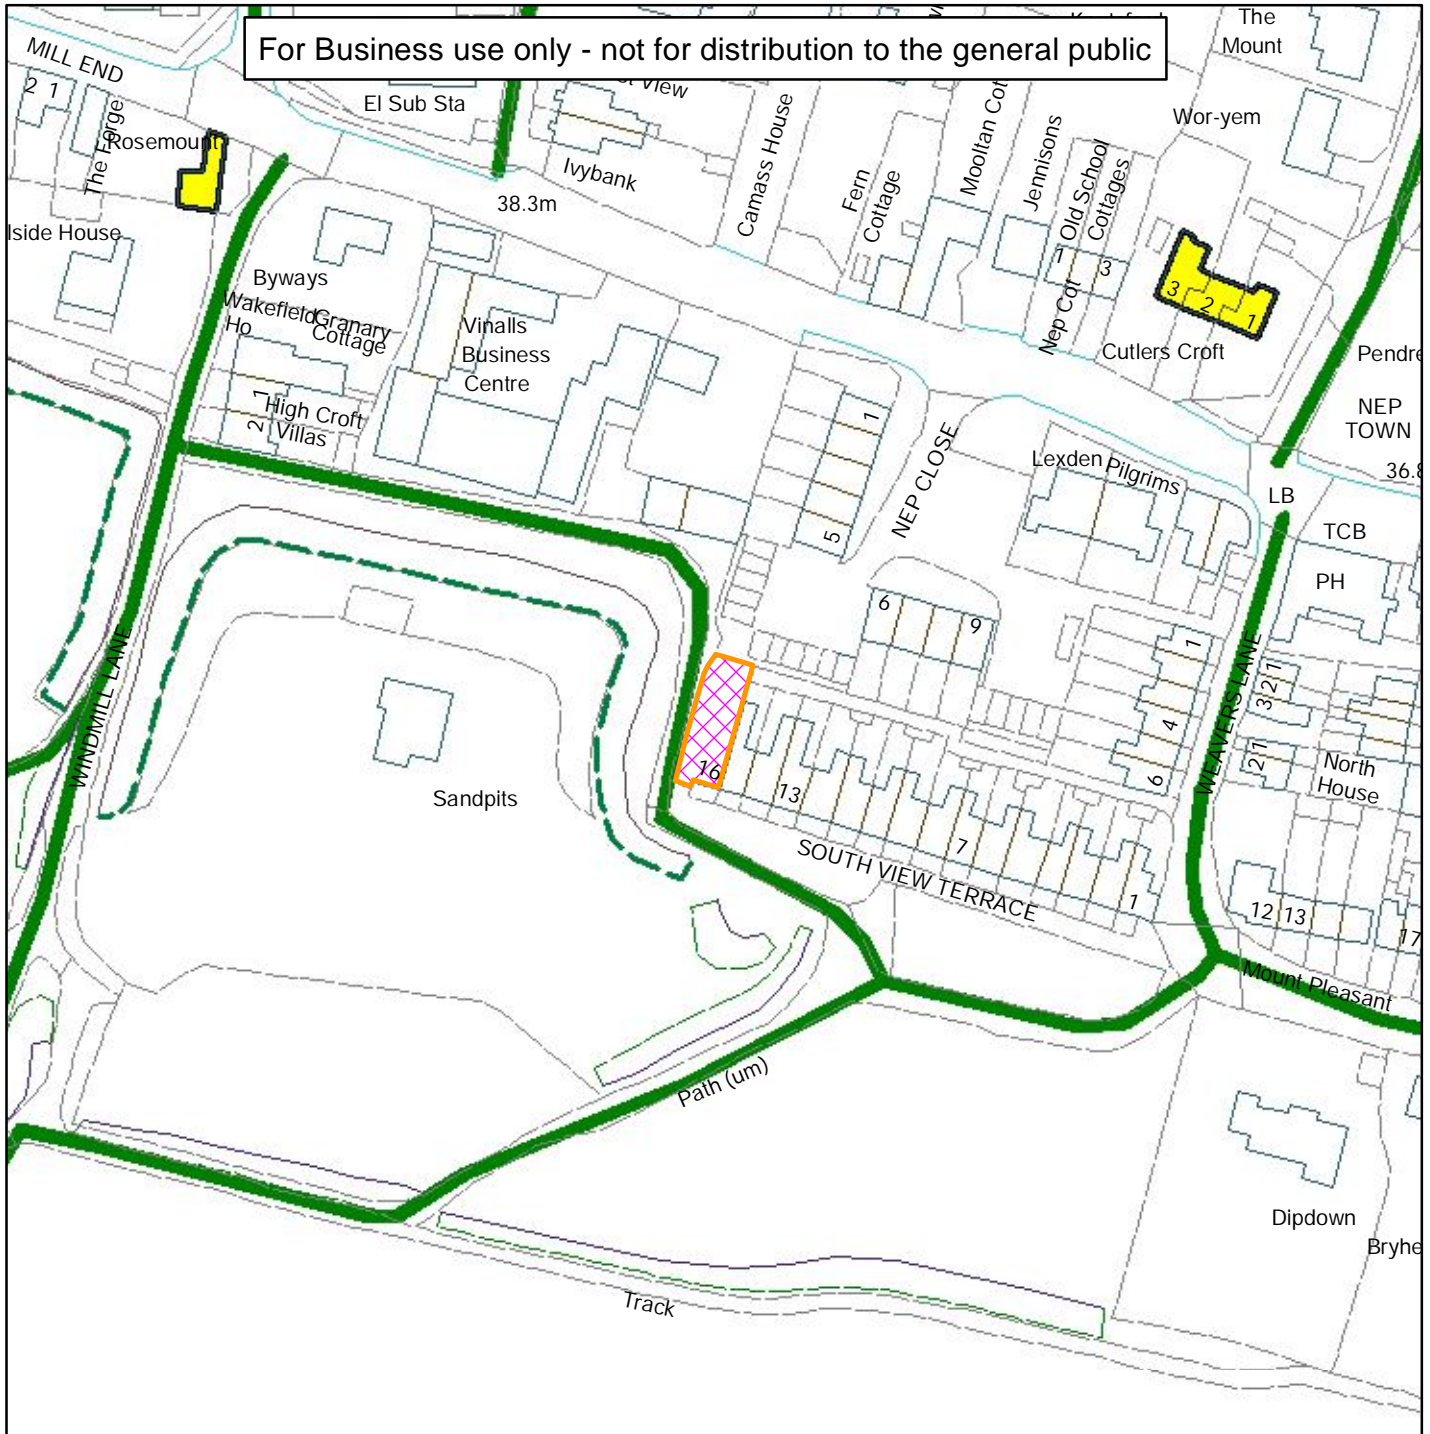 For Business use only - not for distribution to the general public
The
Mount
MILL END
2 1
El Sub Sta
View
Wor-yem
The Forge
Rosemount
Ivybank
Camass House
Fern
Cottage
Mooltan Cot
Jennisons
Old School
Cottages
1
3
38.3m
lside House
Byways
Wakefield
Ho
Granary
Cottage
Vinalls
Business
Centre
Nep Cot
3
2
1
Cutlers Croft
Pendre
NEP
TOWN
36.8
2 1
High Croft
Villas
1
5
NEP CLOSE
Lexden
Pilgrims
LB
TCB
PH
6
9
WINDMILL LANE
WEAVERS LANE
1
4
6
321
21
North
House
Sandpits
16
13
7
1
SOUTH VIEW TERRACE
12 13
17
Mount Pleasant
Path (um)
Dipdown
Bryhe
Track